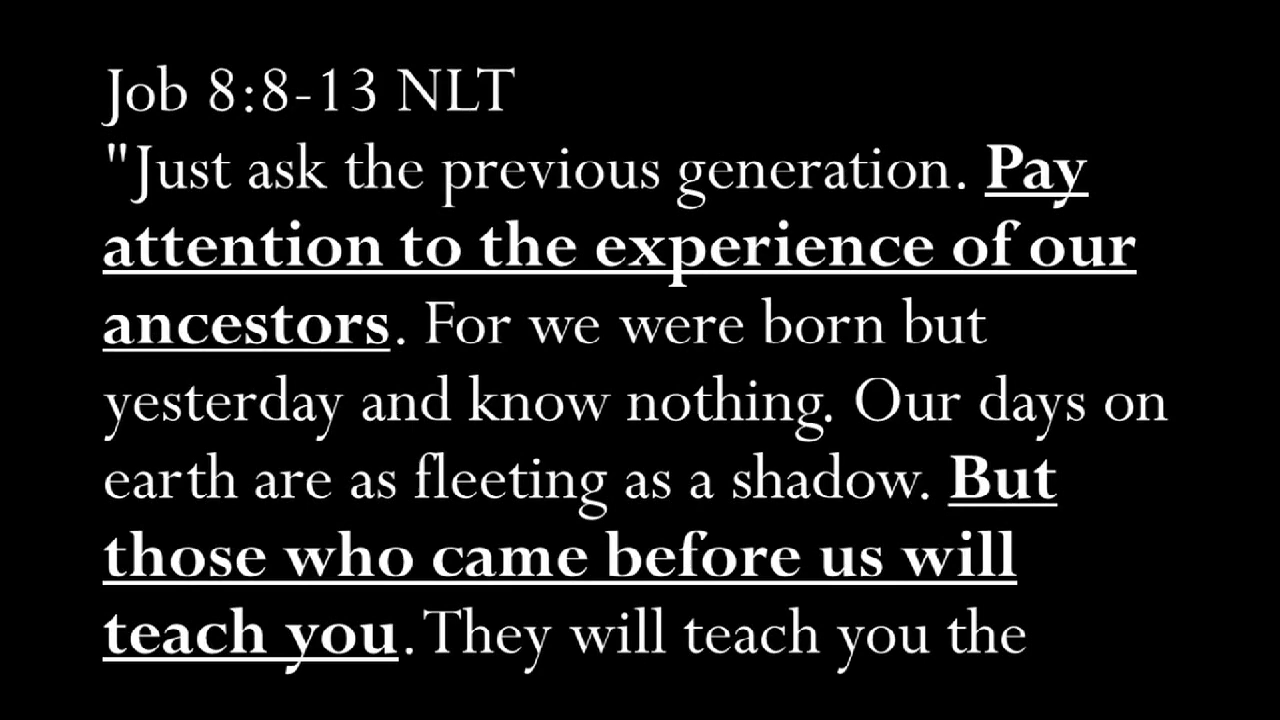 Job 8:8-13 NLT
"Just ask the previous generation. Pay
attention to the experience of our
ancestors. For we were born but
yesterday and know nothing. Our days on
earth are as fleeting as a shadow. But
those who came before us will
teach you. They will teach you the